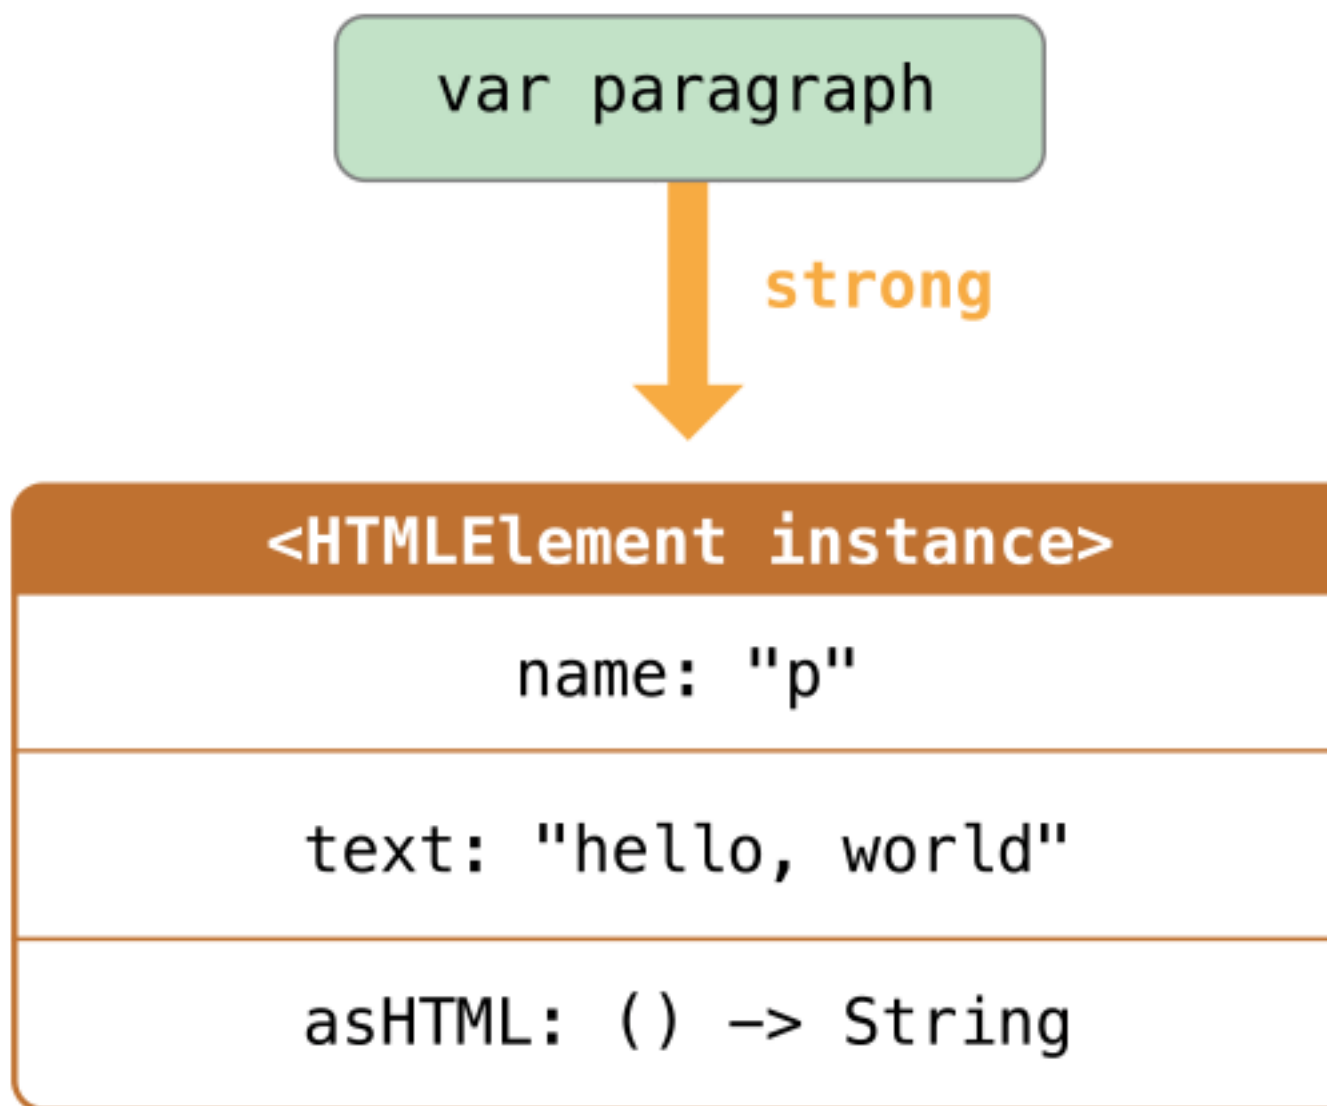 var paragraph
strong
<HTMLElement instance>
name: "p"
text: "hello, world"
asHTML: () -> String